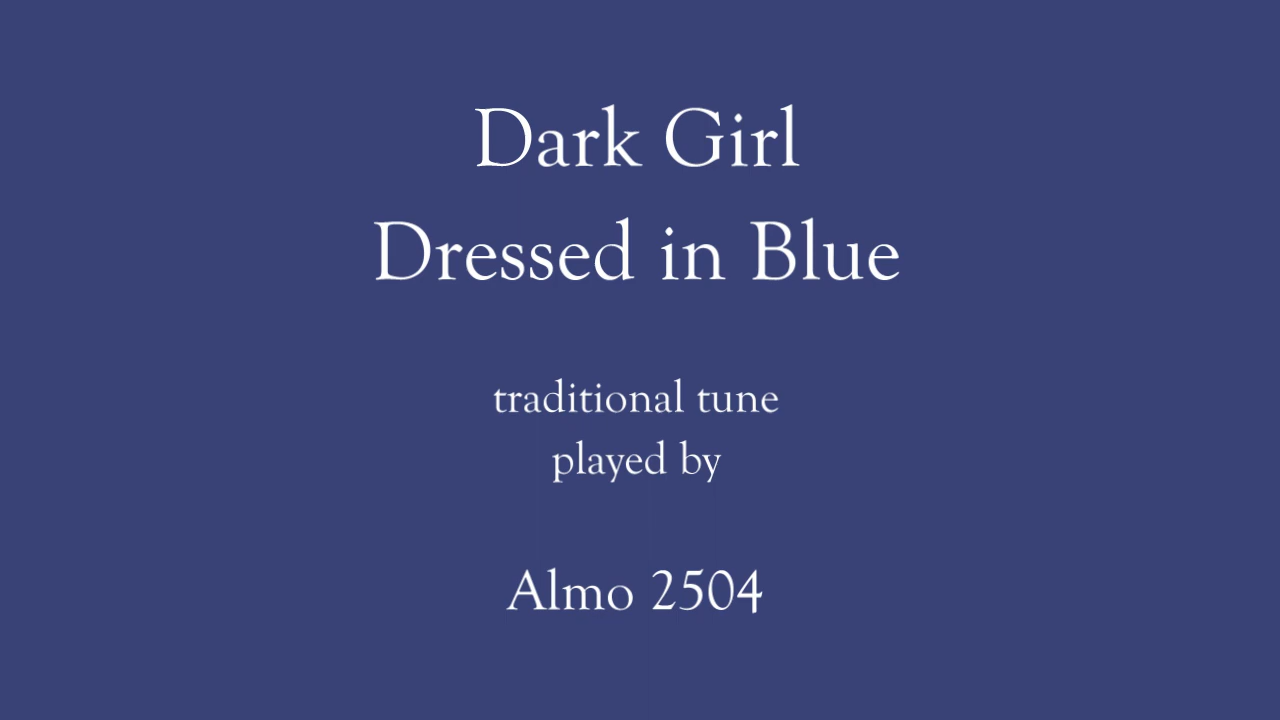 Dark Girl
Dressed in Blue
traditional tune
played by
Almo 2504